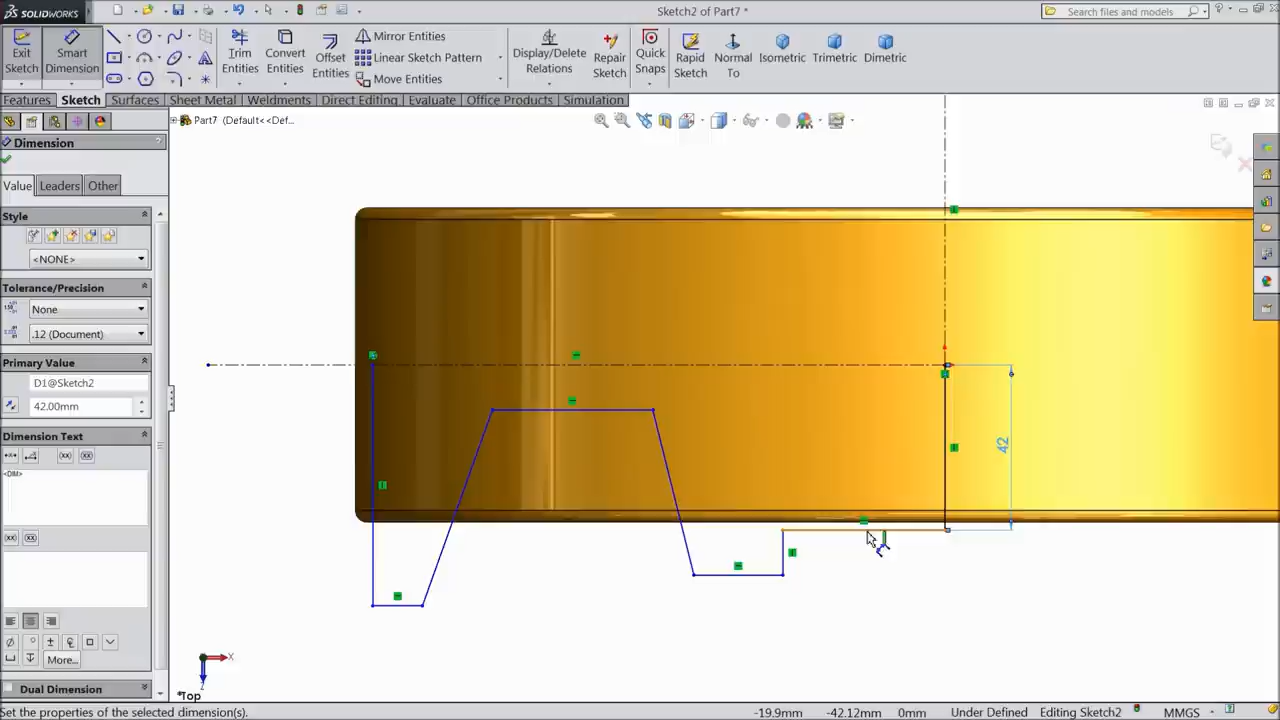 SOLIDWORKS
Sketch2 of Part7 *
Search files and models
Exit Sketch
Smart Dimension
Trim Entities
Convert Entities
Offset Entities
Mirror Entities
Linear Sketch Pattern
Move Entities
Display/Delete Relations
Repair Sketch
Quick Snaps
Rapid Sketch
Normal To
Isometric
Trimetric
Dimetric
Features
Sketch
Surfaces
Sheet Metal
Weldments
Direct Editing
Evaluate
Office Products
Simulation
Part7 (Default<<Def...
Dimension
?
Value
Leaders
Other
Style
<NONE>
Tolerance/Precision
None
.12 (Document)
Primary Value
D1@Sketch2
42.00mm
Dimension Text
<DIM>
More...
Dual Dimension
42
X
Z
*Top
Set the properties of the selected dimension(s).
-19.9mm
-42.12mm
0mm
Under Defined
Editing Sketch2
MMGS